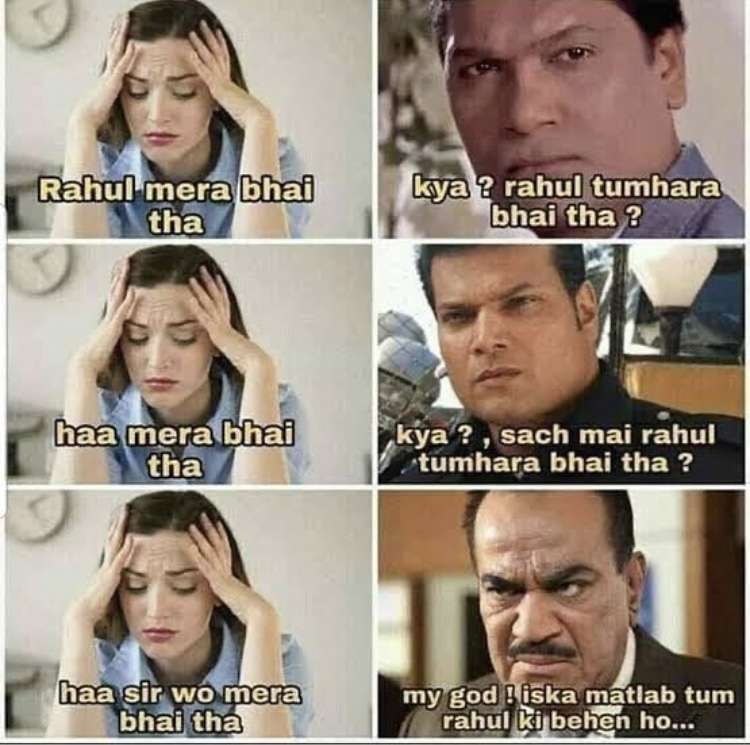 Rahul mera bhai
tha
kya ? rahul tumhara
bhai tha ?
haa mera bhai
tha
kya ? , sach mai rahul
tumhara bhai tha ?
haa sir wo mera
bhai tha
my god ! iska matlab tum
rahul ki behen ho...